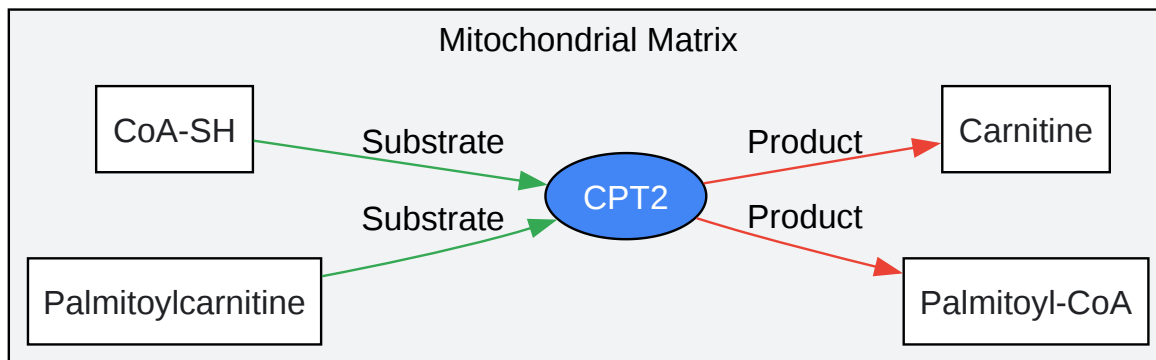 Mitochondrial Matrix
CoA-SH
Substrate
Product
Carnitine
CPT2
Substrate
Product
Palmitoylcarnitine
Palmitoyl-CoA